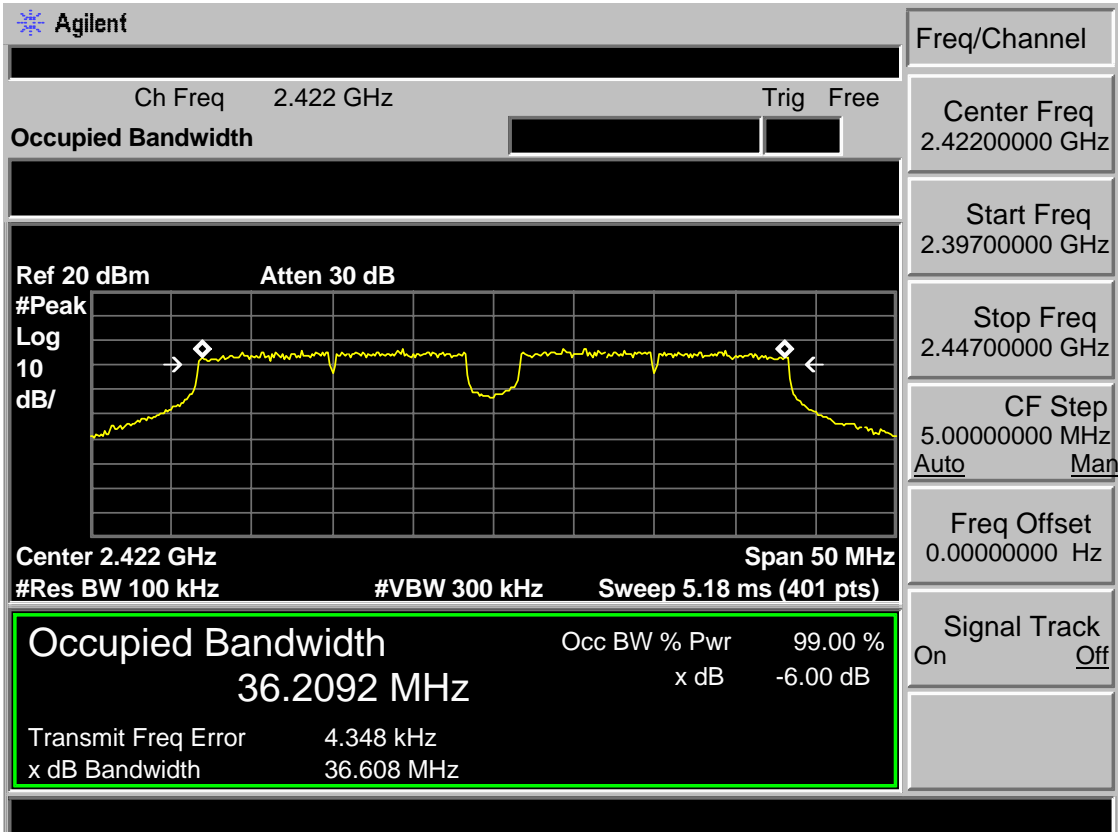 Agilent
Ch Freq 2.422 GHz Trig Free
Occupied Bandwidth
Ref 20 dBm Atten 30 dB
#Peak
Log
10
dB/
Center 2.422 GHz Span 50 MHz
#Res BW 100 kHz #VBW 300 kHz Sweep 5.18 ms (401 pts)
Occupied Bandwidth Occ BW % Pwr 99.00 %
36.2092 MHz x dB -6.00 dB
Transmit Freq Error 4.348 kHz
x dB Bandwidth 36.608 MHz
Freq/Channel
Center Freq
2.42200000 GHz
Start Freq
2.39700000 GHz
Stop Freq
2.44700000 GHz
CF Step
5.00000000 MHz
Auto Man
Freq Offset
0.00000000 Hz
Signal Track
On Off